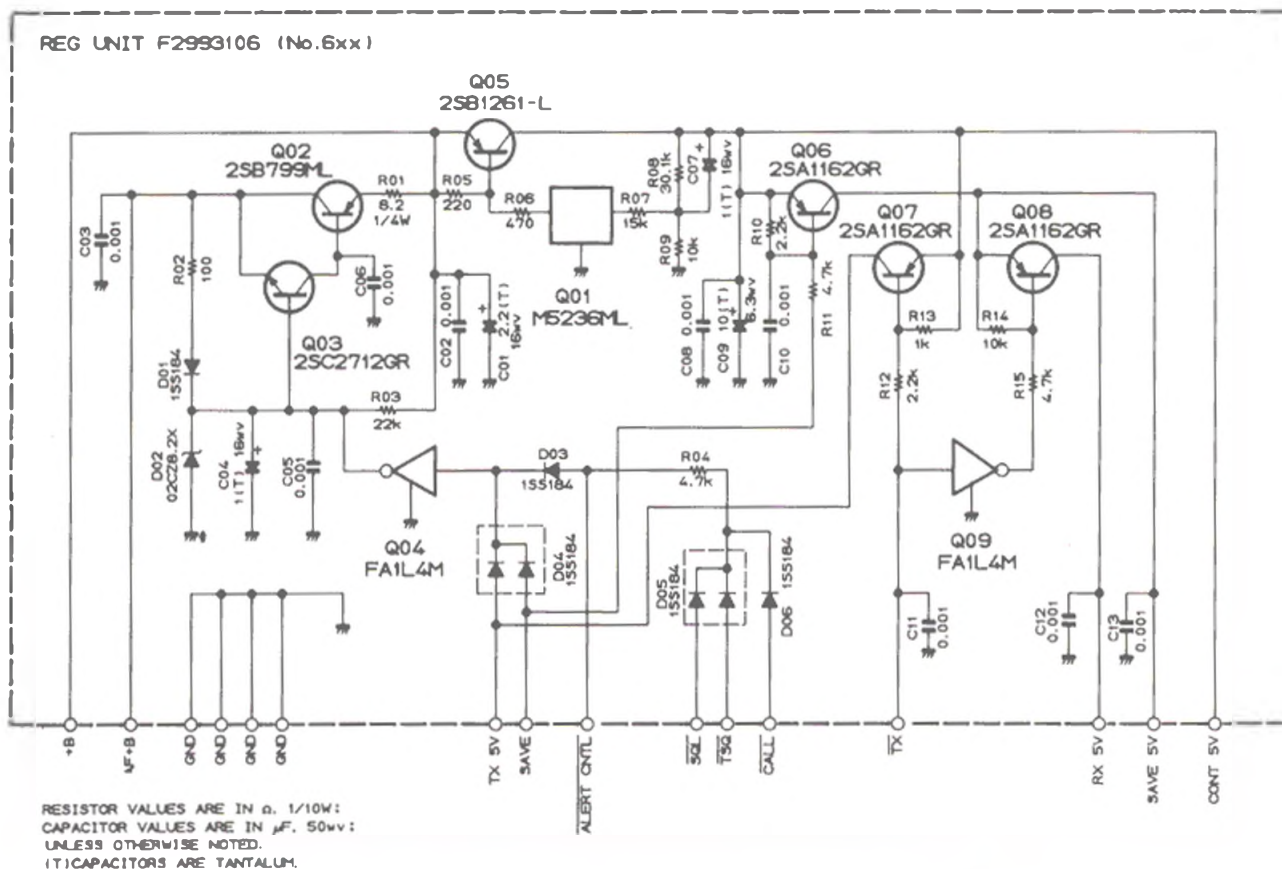 REG UNIT F2993106 (No.6xx)
Q05
2SB1261-L
Q02
2SB799ML
R01
8.2
1/4W
R05
220
R06
470
R07
15k
R08
30.1k
C07
1(T) 16wv
+
Q06
2SA1162GR
Q07
2SA1162GR
Q08
2SA1162GR
C03
0.001
R02
100
C06
0.001
Q03
2SC2712GR
C02 0.001
C01 2.2(T)
16wv
+
Q01
M5236ML
R09
10k
R10
2.2k
R11
4.7k
C08 0.001
C09 10(T)
6.3wv
+
C10 0.001
R13
1k
R14
10k
R12
2.2k
R15
4.7k
D01
1SS184
D02
02CZ8.2X
R03
22k
C04
1(T) 16wv
+
C05
0.001
Q04
FA1L4M
D03
1SS184
R04
4.7k
D04
1SS184
D05
1SS184
D06 1SS184
Q09
FA1L4M
C11
0.001
C12
0.001
C13
0.001
+B
AF+B
GND
GND
GND
GND
TX 5V
SAVE
ALERT CNTL
SQL
TSQ
CALL
TX
RX 5V
SAVE 5V
CONT 5V
RESISTOR VALUES ARE IN Ω, 1/10W;
CAPACITOR VALUES ARE IN µF, 50wv;
UNLESS OTHERWISE NOTED.
(T)CAPACITORS ARE TANTALUM.